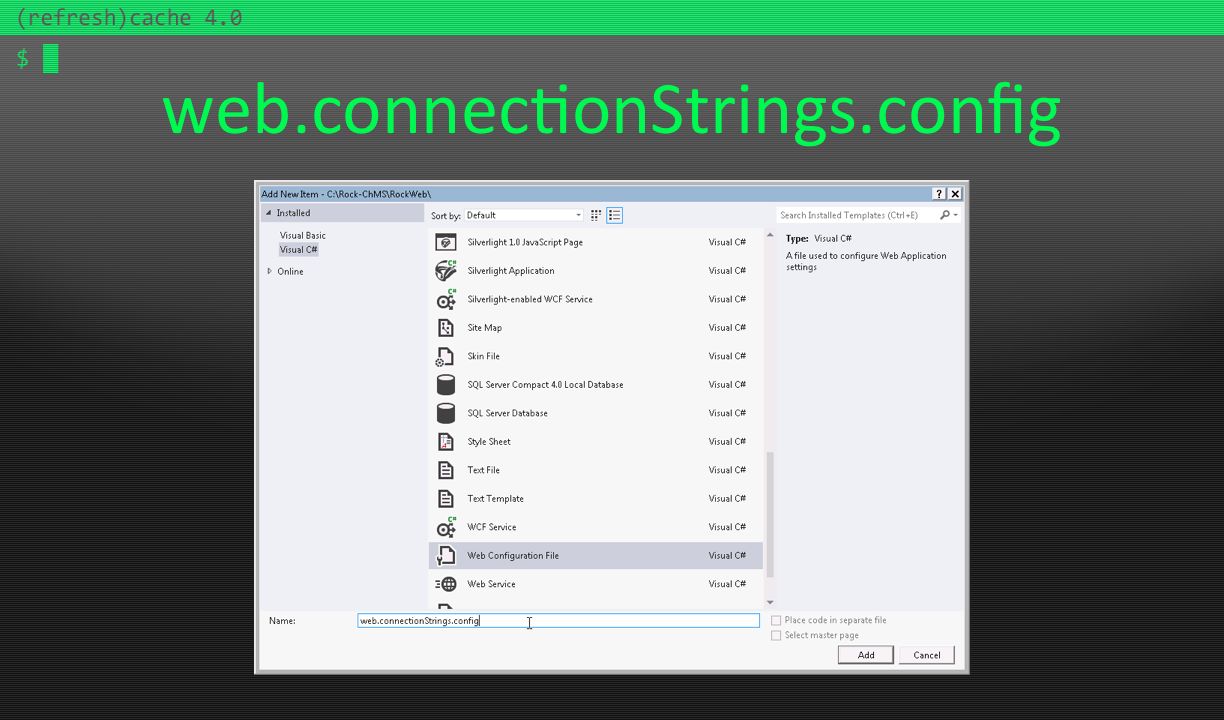 (refresh)cache 4.0
$
web.connectionStrings.config
Add New Item - C:\Rock-ChMS\RockWeb\
? X
Installed
Visual Basic
Visual C#
Online
Sort by: Default
Search Installed Templates (Ctrl+E)
Silverlight 1.0 JavaScript Page Visual C#
Silverlight Application Visual C#
Silverlight-enabled WCF Service Visual C#
Site Map Visual C#
Skin File Visual C#
SQL Server Compact 4.0 Local Database Visual C#
SQL Server Database Visual C#
Style Sheet Visual C#
Text File Visual C#
Text Template Visual C#
WCF Service Visual C#
Web Configuration File Visual C#
Web Service Visual C#
Type: Visual C#
A file used to configure Web Application
settings
Name: web.connectionStrings.config
Place code in separate file
Select master page
Add Cancel